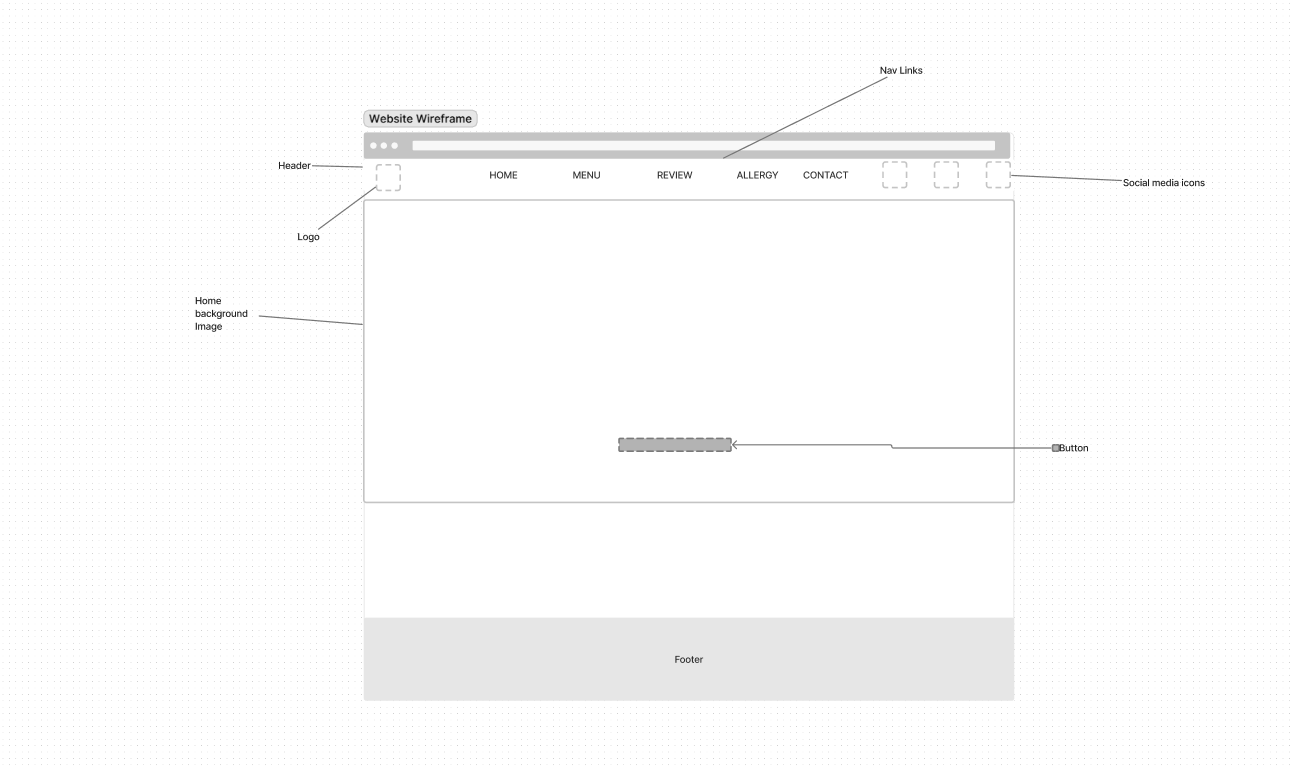 Nav Links
Website Wireframe
Header
HOME MENU REVIEW ALLERGY CONTACT
Social media icons
Logo
Home
background
Image
Button
Footer